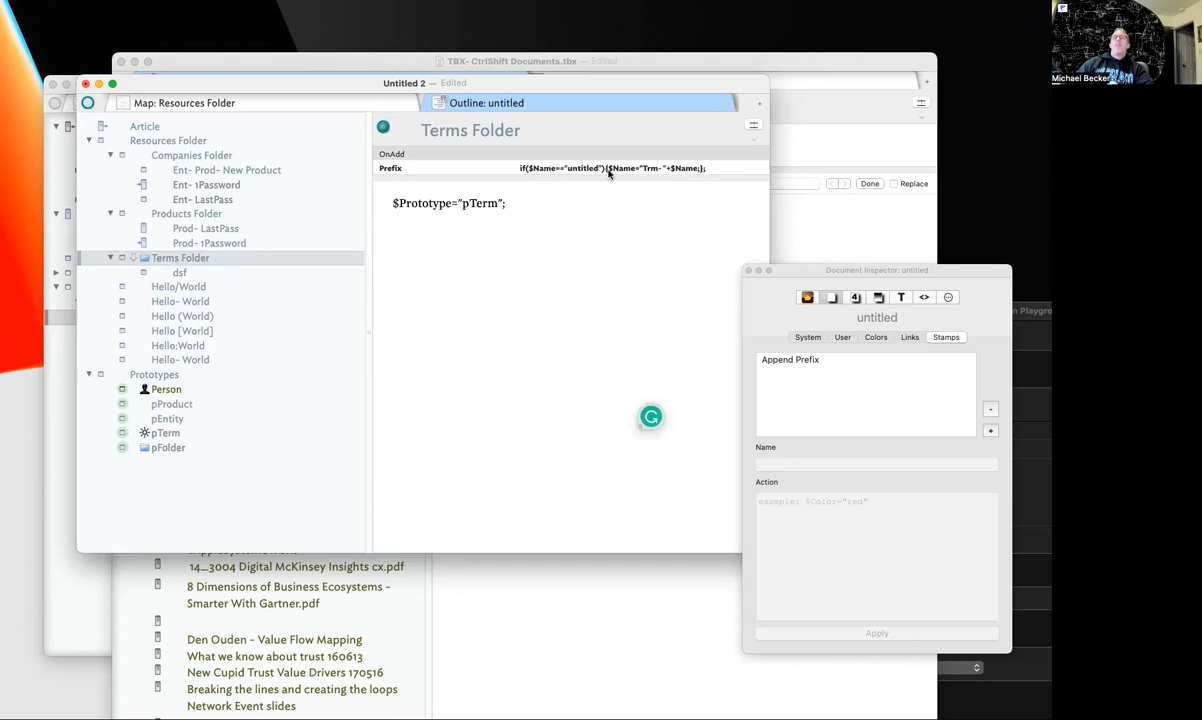 TBX- CtrlShift Documents.tbx — Edited
Untitled 2 — Edited
Map: Resources Folder
Outline: untitled
Article
Resources Folder
Companies Folder
Ent- Prod- New Product
Ent- 1Password
Ent- LastPass
Products Folder
Prod- LastPass
Prod- 1Password
Terms Folder
dsf
Hello/World
Hello- World
Hello (World)
Hello [World]
Hello:World
Hello- World
Prototypes
Person
pProduct
pEntity
pTerm
pFolder
Terms Folder
OnAdd
Prefix
if($Name=="untitled"){$Name="Trm- "+$Name;};
$Prototype="pTerm";
Done
Replace
Document Inspector: untitled
untitled
System
User
Colors
Links
Stamps
Append Prefix
-
+
Name
Action
example: $Color="red"
Apply
14_3004 Digital McKinsey Insights cx.pdf
8 Dimensions of Business Ecosystems -
Smarter With Gartner.pdf
Den Ouden - Value Flow Mapping
What we know about trust 160613
New Cupid Trust Value Drivers 170516
Breaking the lines and creating the loops
Network Event slides
Michael Becker